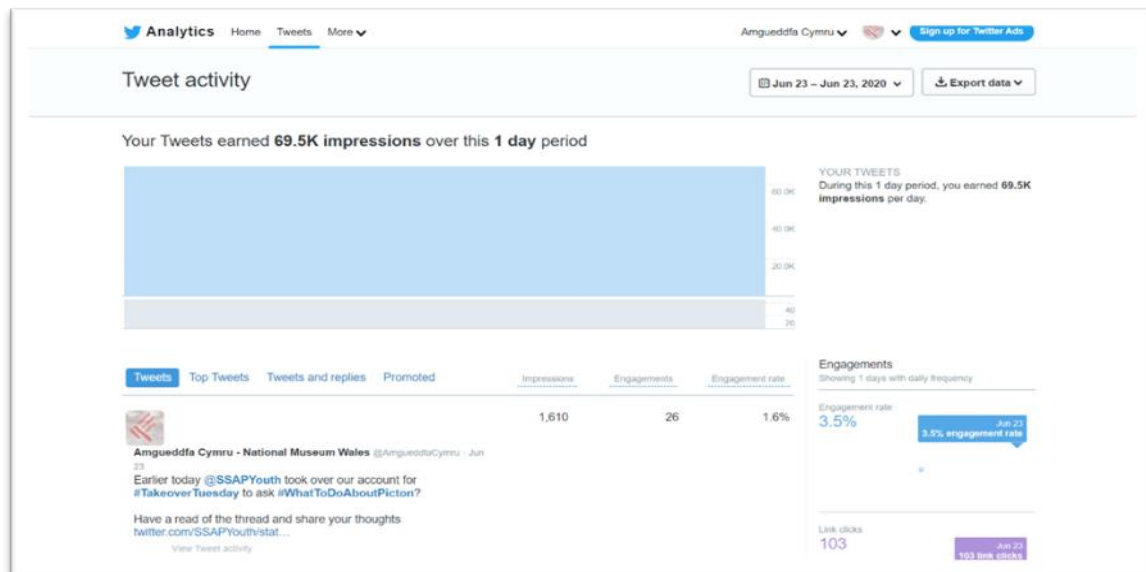 Analytics Home Tweets More
Amgueddfa Cymru
Sign up for Twitter Ads
Tweet activity
Jun 23 – Jun 23, 2020
Export data
Your Tweets earned 69.5K impressions over this 1 day period
60.0K
40.0K
20.0K
40
20
YOUR TWEETS
During this 1 day period, you earned 69.5K
impressions per day.
Tweets Top Tweets Tweets and replies Promoted
Impressions Engagements Engagement rate
1,610 26 1.6%
Amgueddfa Cymru - National Museum Wales @AmgueddfaCymru · Jun
23
Earlier today @SSAPYouth took over our account for
#TakeoverTuesday to ask #WhatToDoAboutPicton?
Have a read of the thread and share your thoughts
twitter.com/SSAPYouth/stat…
View Tweet activity
Engagements
Showing 1 days with daily frequency
Engagement rate
3.5%
Jun 23
3.5% engagement rate
Link clicks
103
Jun 23
103 link clicks